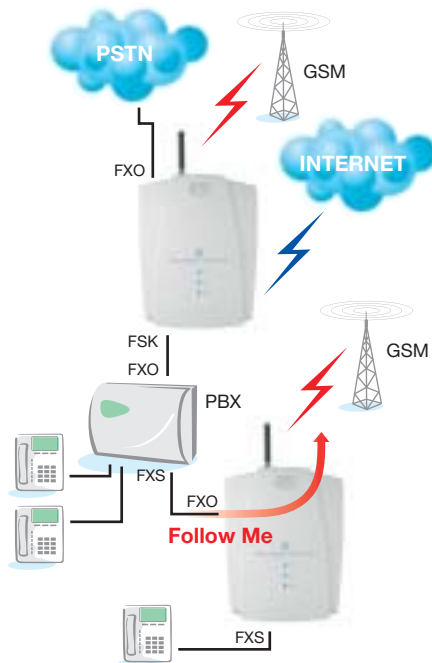 PSTN
GSM
INTERNET
FXO
FSK
FXO
GSM
PBX
FXS
FXO
Follow Me
FXS